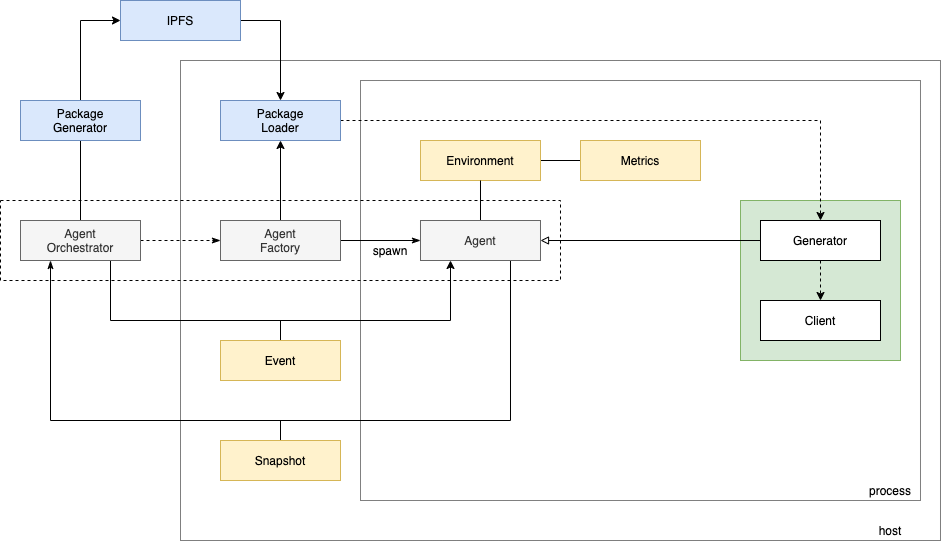 IPFS
Package
Generator
Package
Loader
Environment
Metrics
Agent
Orchestrator
Agent
Factory
spawn
Agent
Generator
Client
Event
Snapshot
process
host